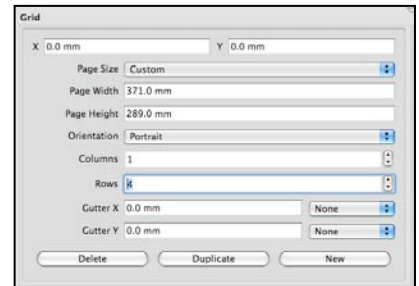 Grid
X 0.0 mm Y 0.0 mm
Page Size Custom
Page Width 371.0 mm
Page Height 289.0 mm
Orientation Portrait
Columns 1
Rows 4
Gutter X 0.0 mm None
Gutter Y 0.0 mm None
Delete Duplicate New